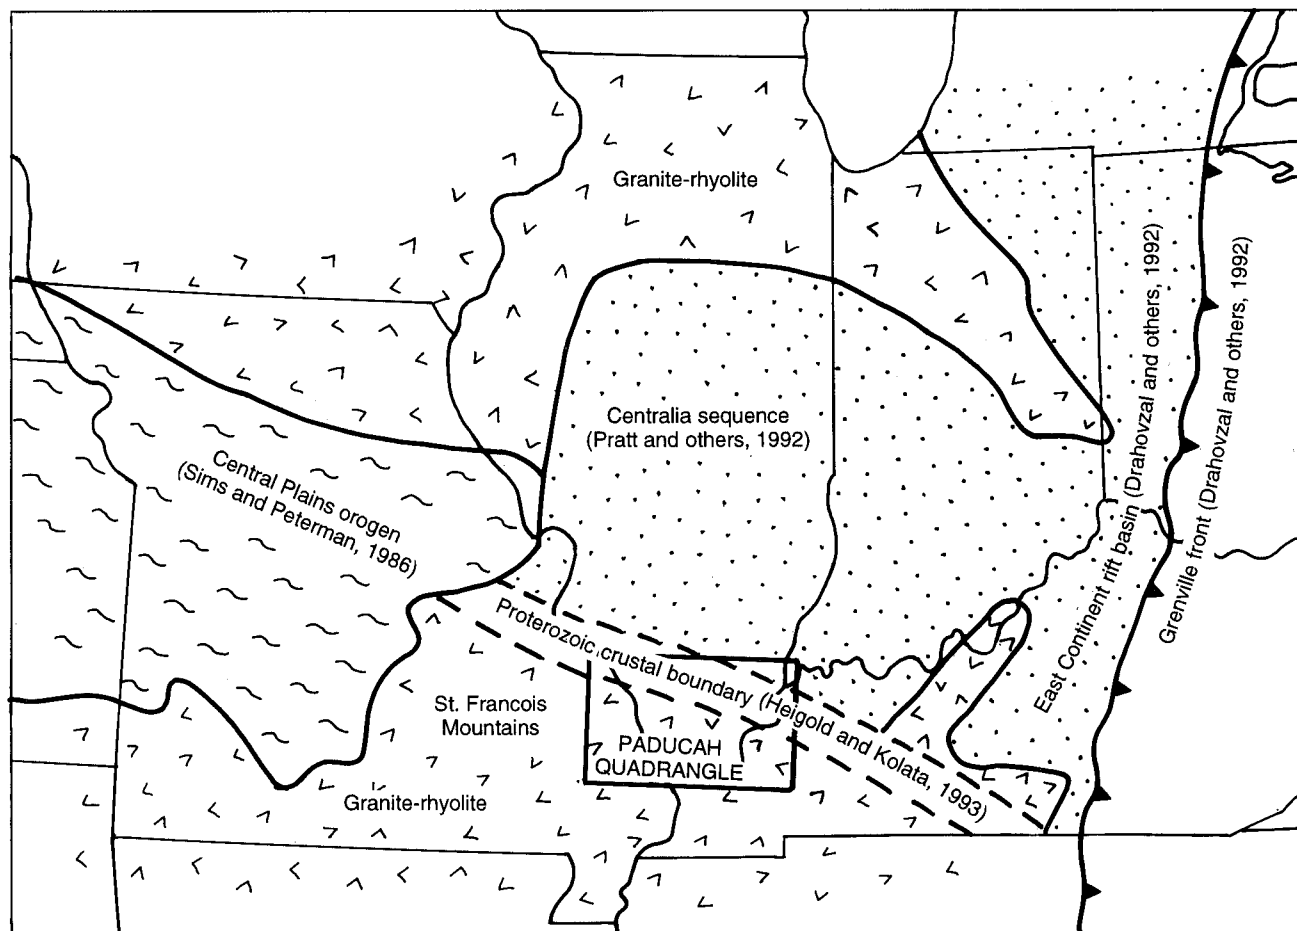 Granite-rhyolite
Centralia sequence
(Pratt and others, 1992)
Central Plains orogen
(Sims and Peterman, 1986)
East Continent rift basin (Drahovzal and others, 1992)
Grenville front (Drahovzal and others, 1992)
Proterozoic crustal boundary (Heigold and Kolata, 1993)
St. Francois
Mountains
PADUCAH
QUADRANGLE
Granite-rhyolite